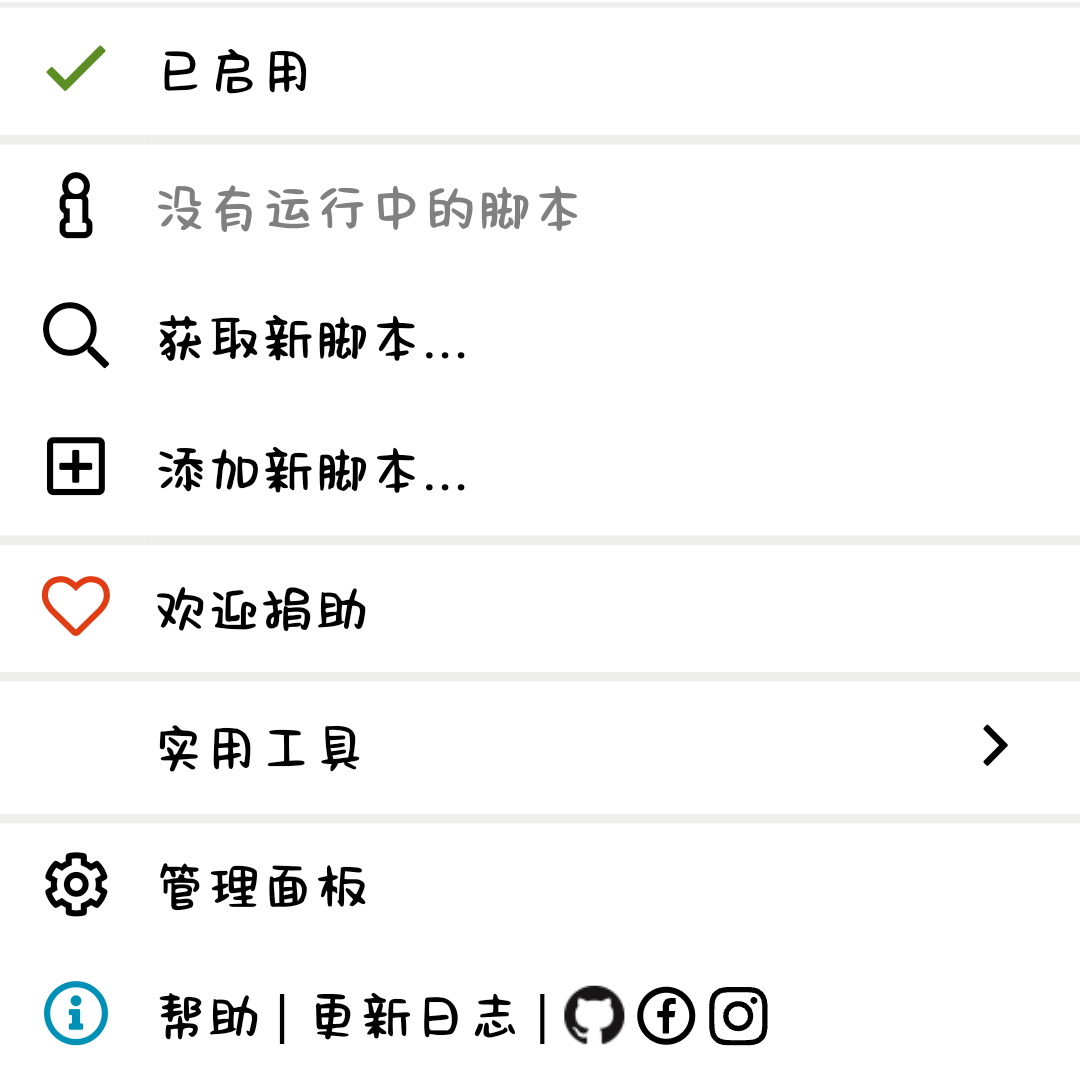 已启用
没有运行中的脚本
获取新脚本...
添加新脚本...
欢迎捐助
实用工具
管理面板
帮助 | 更新日志 |